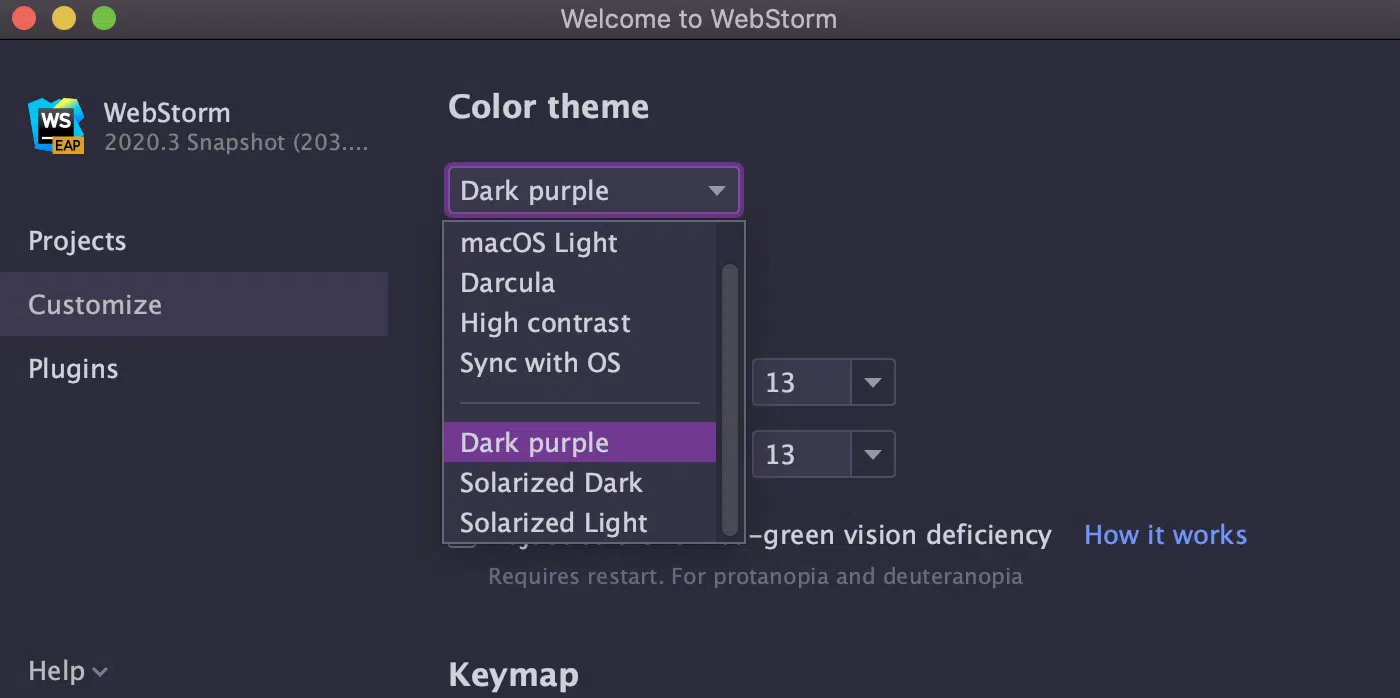 Welcome to WebStorm
WS
EAP
WebStorm
2020.3 Snapshot (203....
Projects
Customize
Plugins
Help
Color theme
Dark purple
macOS Light
Darcula
High contrast
Sync with OS
Dark purple
Solarized Dark
Solarized Light
13
13
-green vision deficiency
How it works
Requires restart. For protanopia and deuteranopia
Keymap